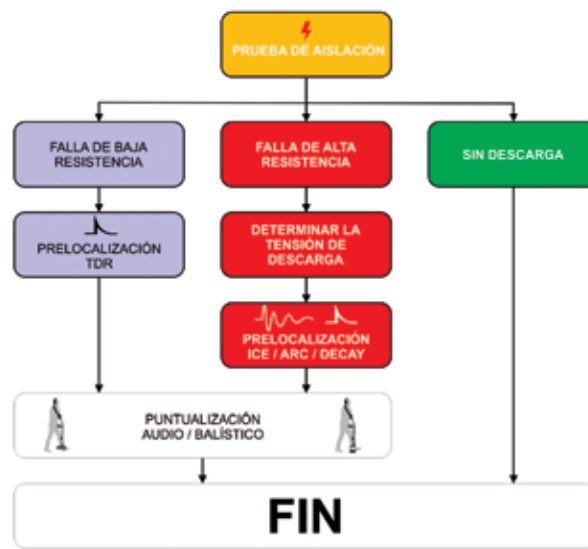 PRUEBA DE AISLACIÓN
FALLA DE BAJA
RESISTENCIA
FALLA DE ALTA
RESISTENCIA
SIN DESCARGA
PRELOCALIZACIÓN
TDR
DETERMINAR LA
TENSIÓN DE
DESCARGA
PRELOCALIZACIÓN
ICE / ARC / DECAY
PUNTUALIZACIÓN
AUDIO / BALÍSTICO
FIN